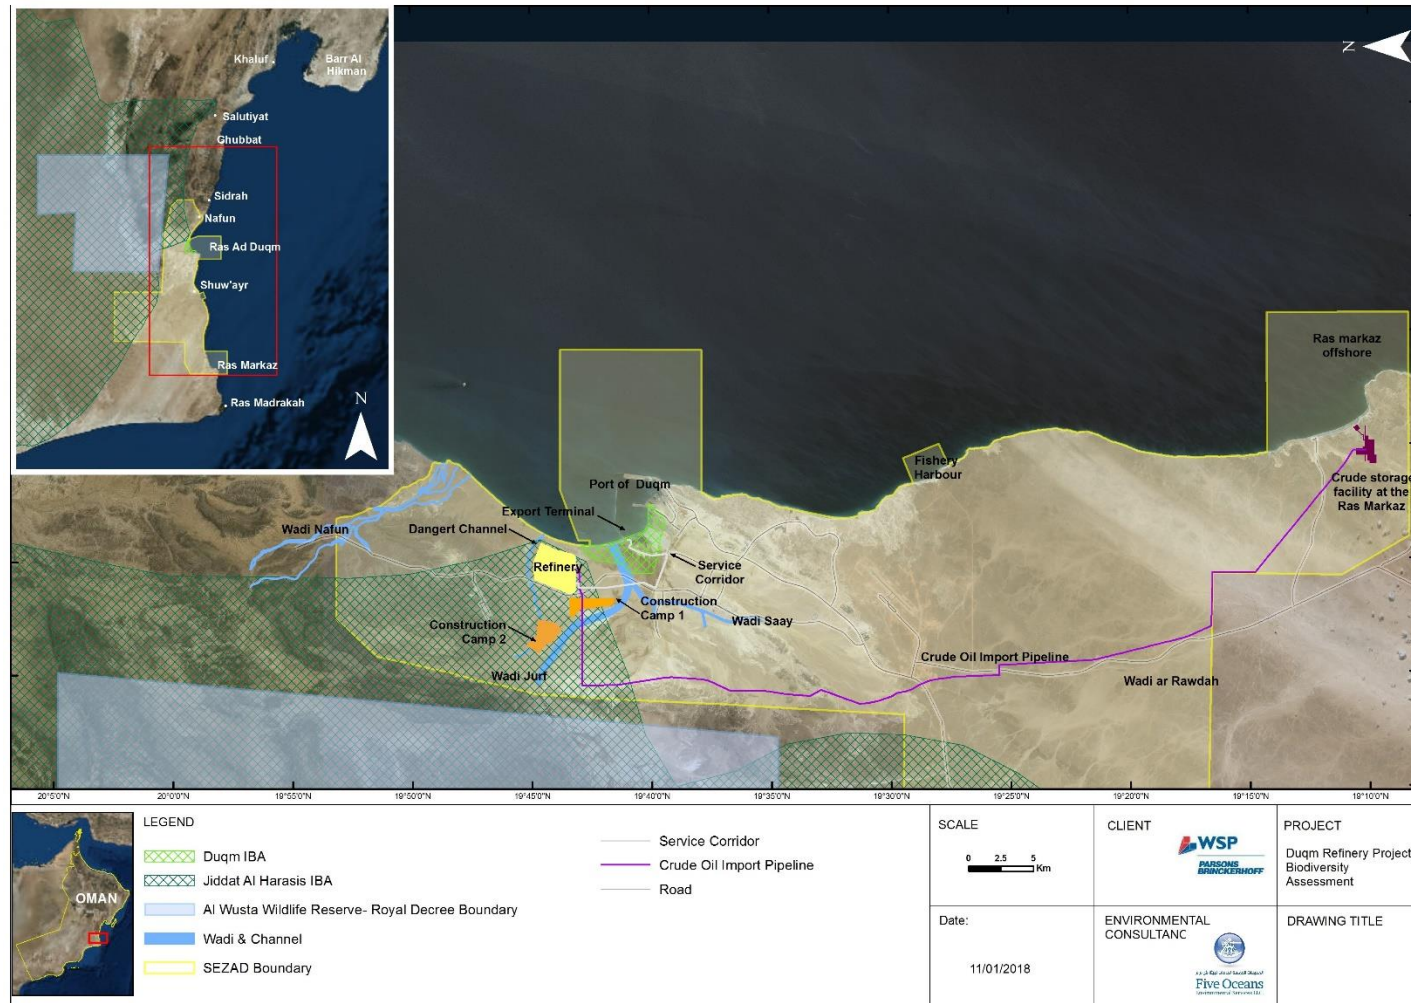 Khaluf
Barr Al
Hikman
Salutiyat
Ghubbat
Sidrah
Nafun
Ras Ad Duqm
Shuw'ayr
Ras Markaz
Ras Madrakah
N
N
Ras markaz
offshore
Fishery
Harbour
Crude storage
facility at the
Ras Markaz
Port of Duqm
Export Terminal
Dangert Channel
Wadi Nafun
Refinery
Service
Corridor
Construction
Camp 1
Construction
Camp 2
Wadi Saay
Wadi Jurf
Crude Oil Import Pipeline
Wadi ar Rawdah
20°5'0"N
20°0'0"N
19°55'0"N
19°50'0"N
19°45'0"N
19°40'0"N
19°35'0"N
19°30'0"N
19°25'0"N
19°20'0"N
19°15'0"N
19°10'0"N
OMAN
LEGEND
Duqm IBA
Jiddat Al Harasis IBA
Al Wusta Wildlife Reserve- Royal Decree Boundary
Wadi & Channel
SEZAD Boundary
Service Corridor
Crude Oil Import Pipeline
Road
SCALE
0 2.5 5
Km
CLIENT
WSP
PARSONS
BRINCKERHOFF
PROJECT
Duqm Refinery Project
Biodiversity
Assessment
Date:
11/01/2018
ENVIRONMENTAL
CONSULTANC
Five Oceans
DRAWING TITLE